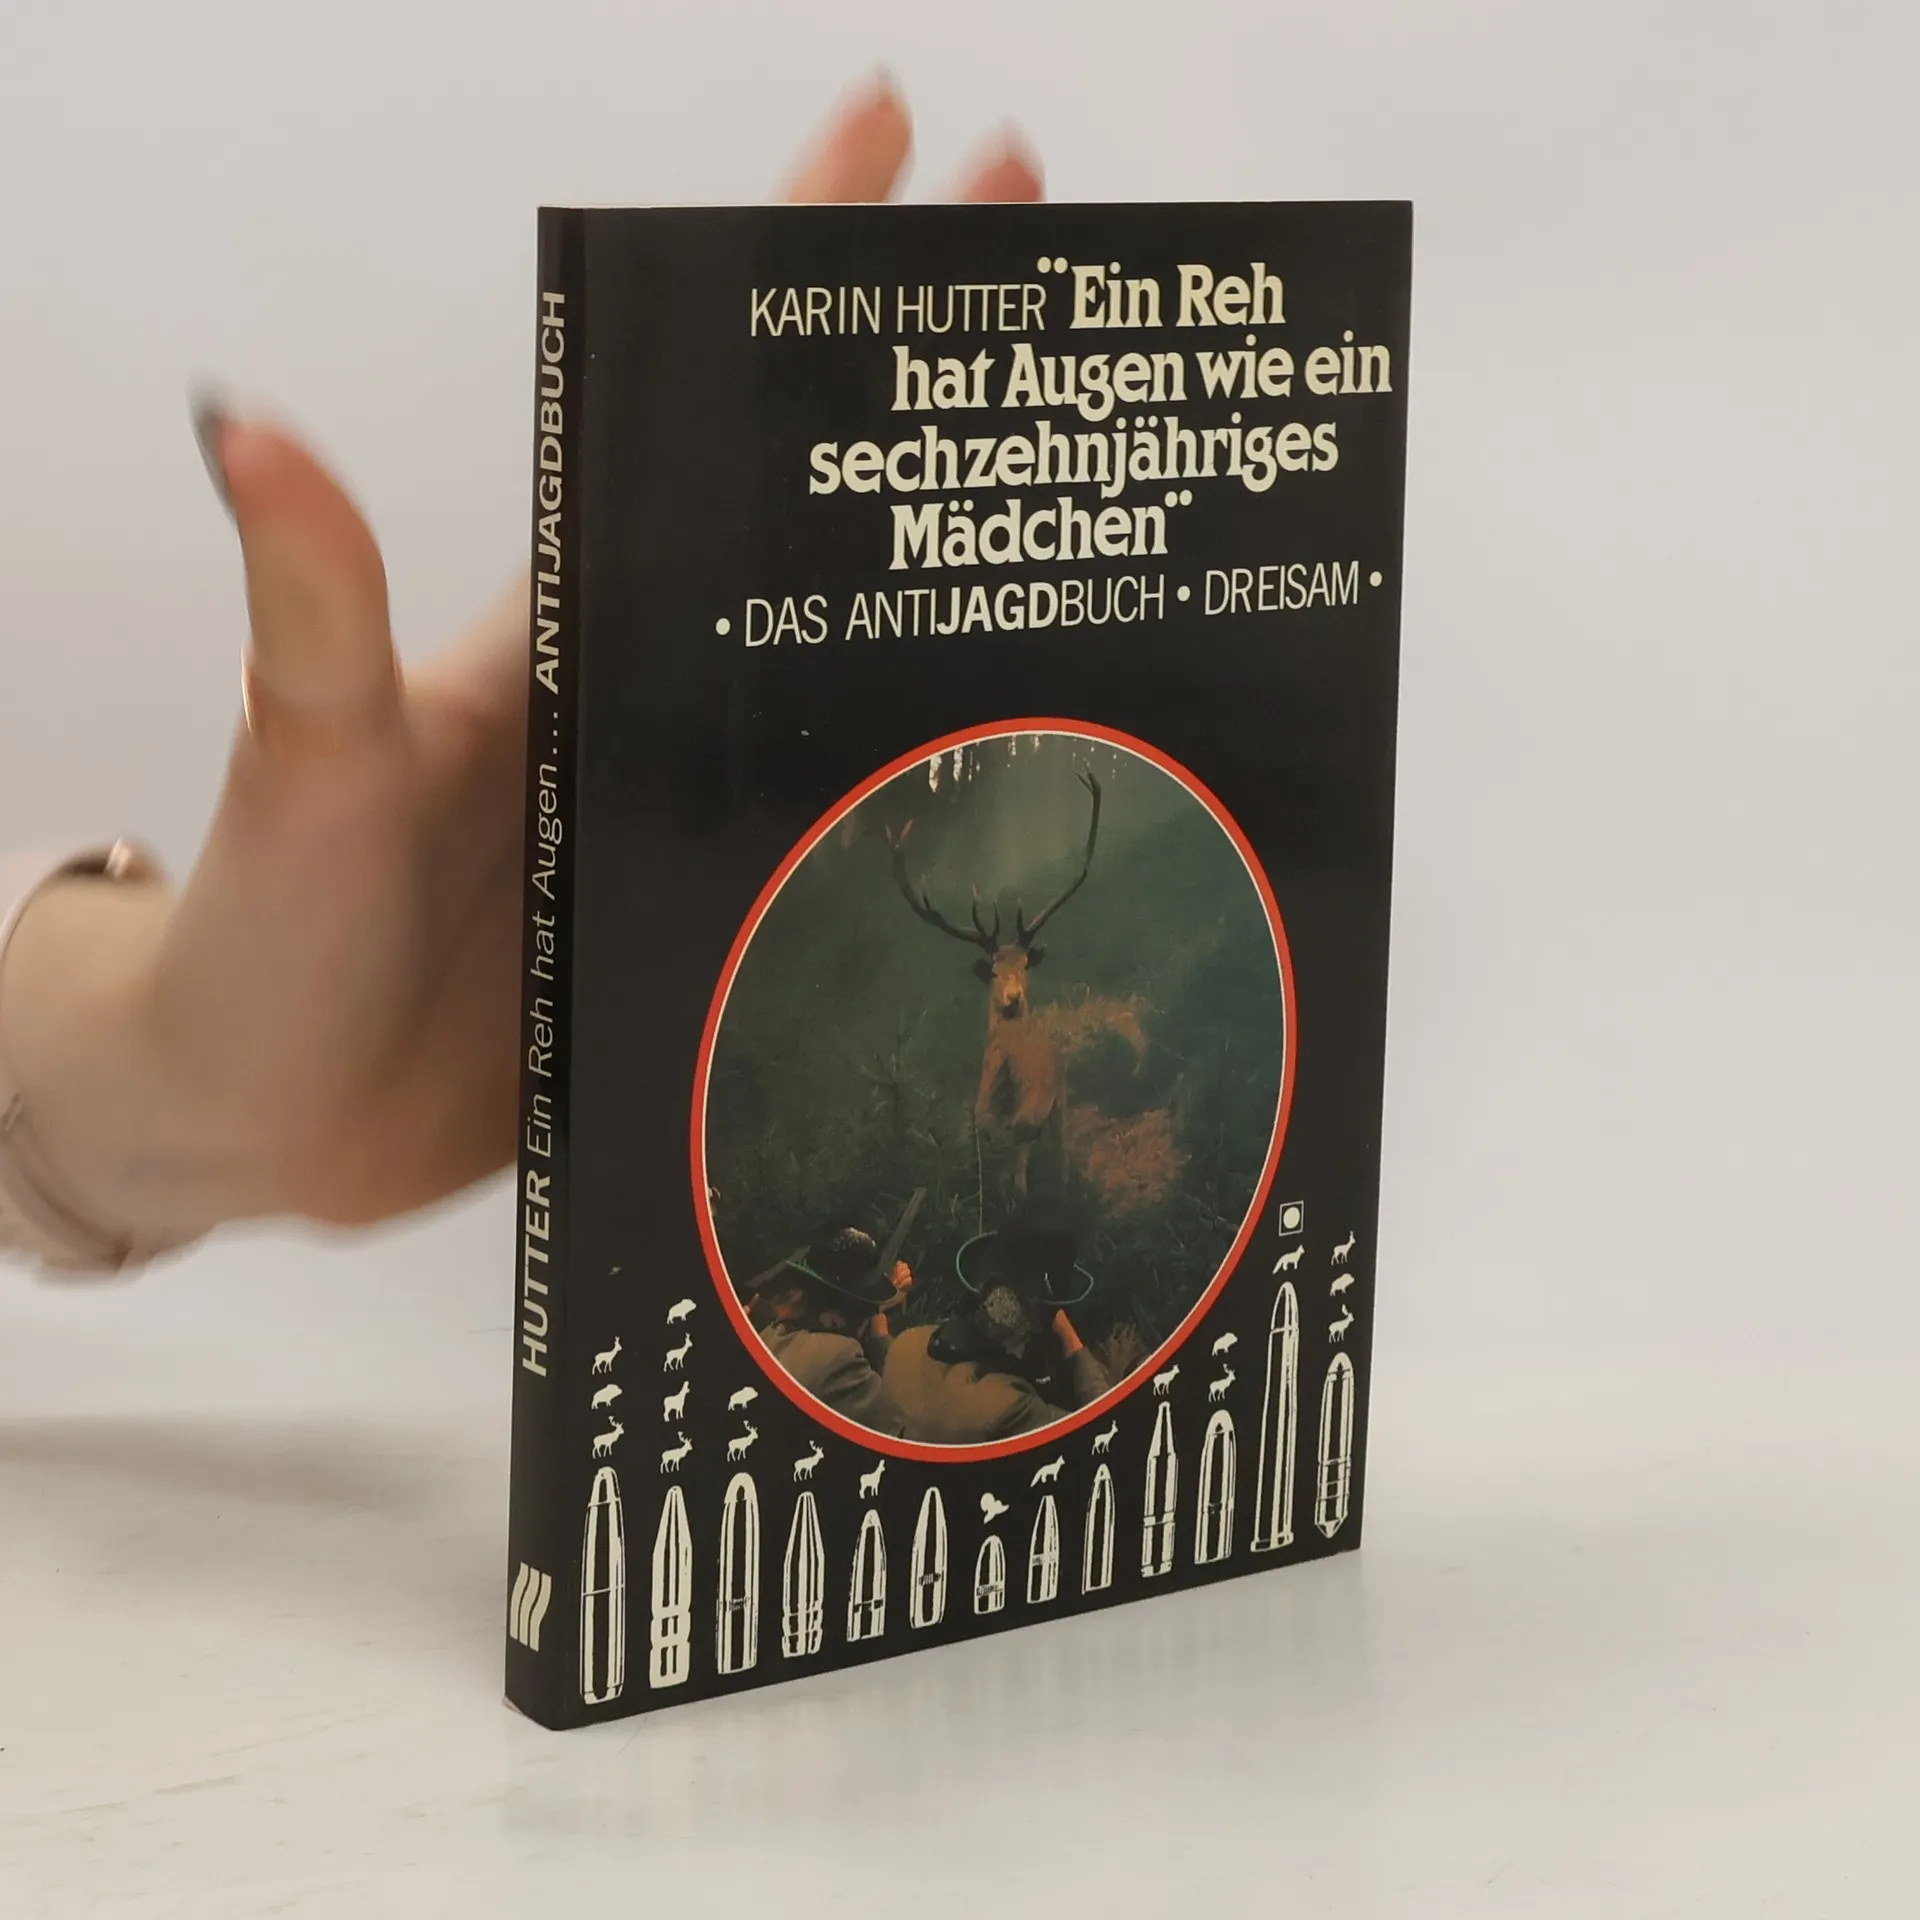 KARIN HUTTER "Ein Reh
hat Augen wie ein
sechzehnjähriges
Mädchen"
• DAS ANTIJAGDBUCH • DREISAM •
HUTTER Ein Reh hat Augen... ANTIJAGDBUCH